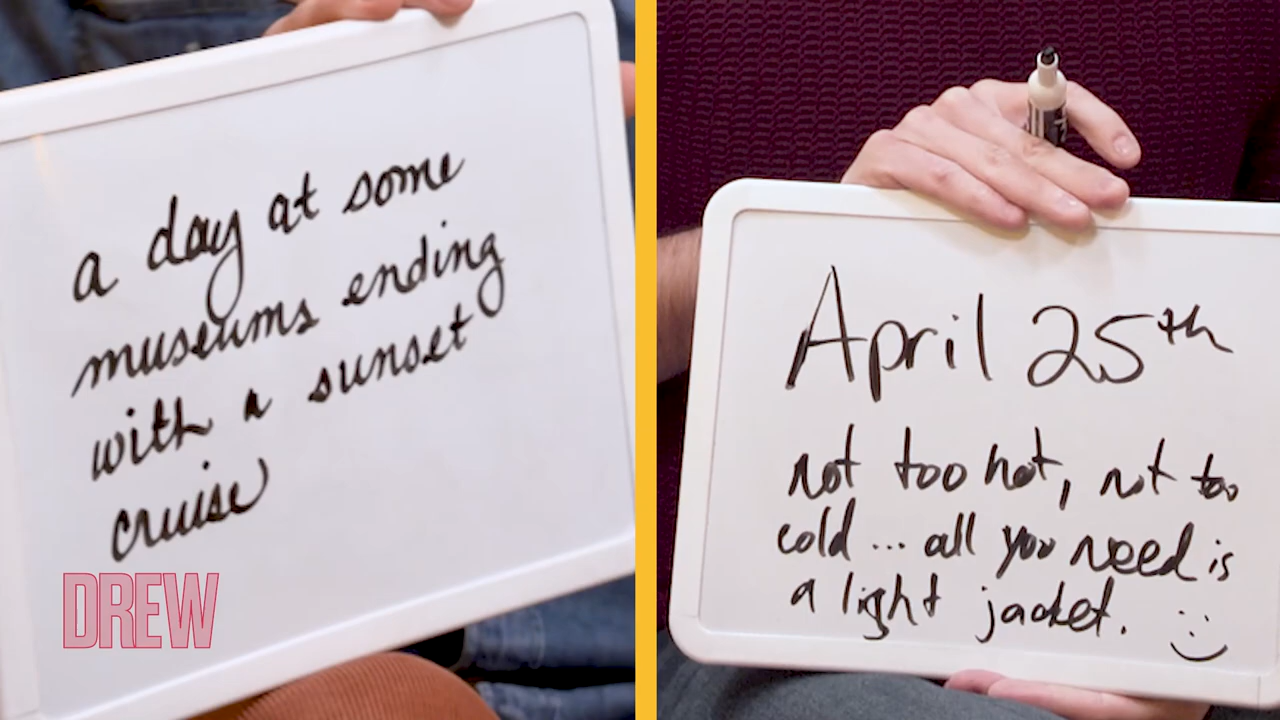 a day at some
museums ending
with a sunset
cruise
DREW
April 25th
not too hot, not too
cold... all you need is
a light jacket. :)